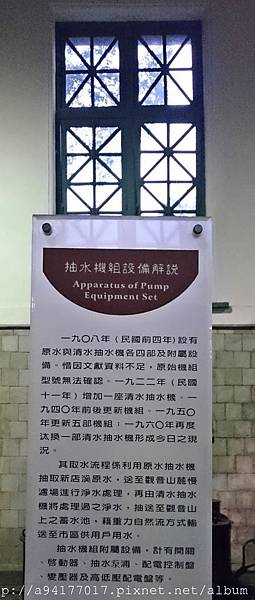 抽水機組設備解說
Apparatus of Pump
Equipment Set
一九○八年(民國前四年)設有
原水與清水抽水機各四部及附屬設
備。惜因文獻資料不足,原始機組
型號無法確認。一九二二年(民國
十一年)增加一座清水抽水機。一
九四○年前後更新機組。一九五○
年更新五部機組;一九六○年再度
汰換一部清水抽水機形成今日之現
況。
其取水流程係利用原水抽水機
抽取新店溪原水,送至觀音山麓慢
濾場進行淨水處理,再由清水抽水
機將處理過之淨水,抽送至觀音山
上之蓄水池,藉重力自然流方式輸
送至市區供用戶用水。
抽水機組附屬設備,計有開關
、啓動器、抽水泵浦、配電控制盤
、變壓器及高低壓配電盤等。
http://a94177017.pixnet.net/album